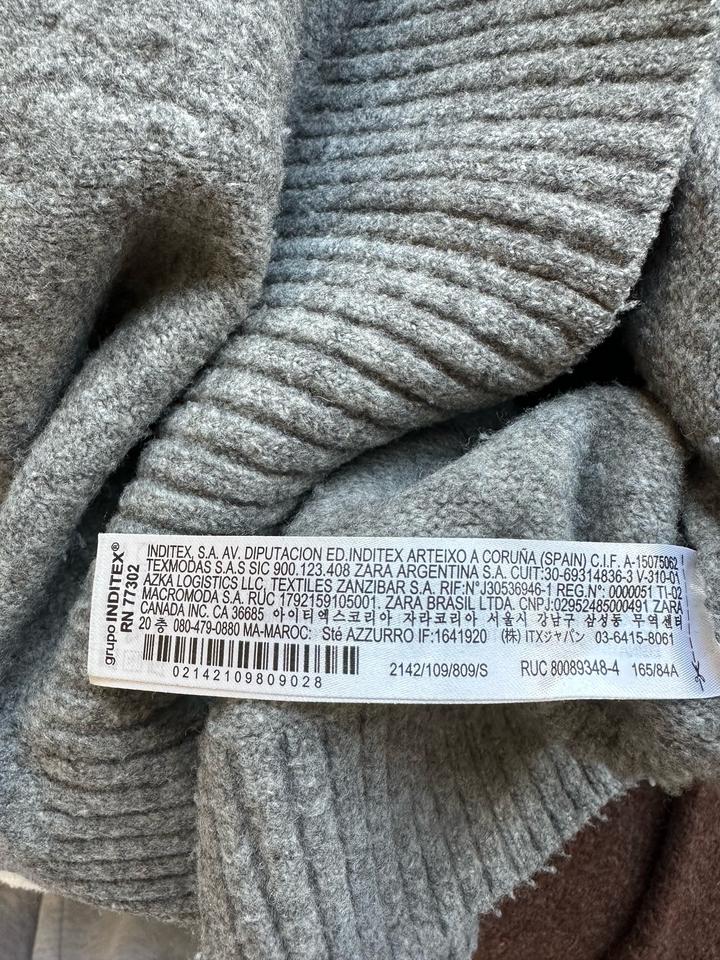 grupo INDITEX®
RN 77302
INDITEX, S.A. AV. DIPUTACION ED.INDITEX ARTEIXO A CORUÑA (SPAIN) C.I.F. A-15075062
TEXMODAS S.A.S SIC 900.123.408 ZARA ARGENTINA S.A. CUIT:30-69314836-3 V-310-01
AZKA LOGISTICS LLC, TEXTILES ZANZIBAR S.A. RIF:N°J30536946-1 REG.N°: 0000051 TI-02
MACROMODA S.A. RUC 1792159105001. ZARA BRASIL LTDA. CNPJ:02952485000491 ZARA
CANADA INC. CA 36685 아이티엑스코리아 자라코리아 서울시 강남구 삼성동 무역센터
20 층 080-479-0880 MA-MAROC: Sté AZZURRO IF:1641920 (株) ITXジャパン 03-6415-8061
02142109809028
2142/109/809/S
RUC 80089348-4 165/84A